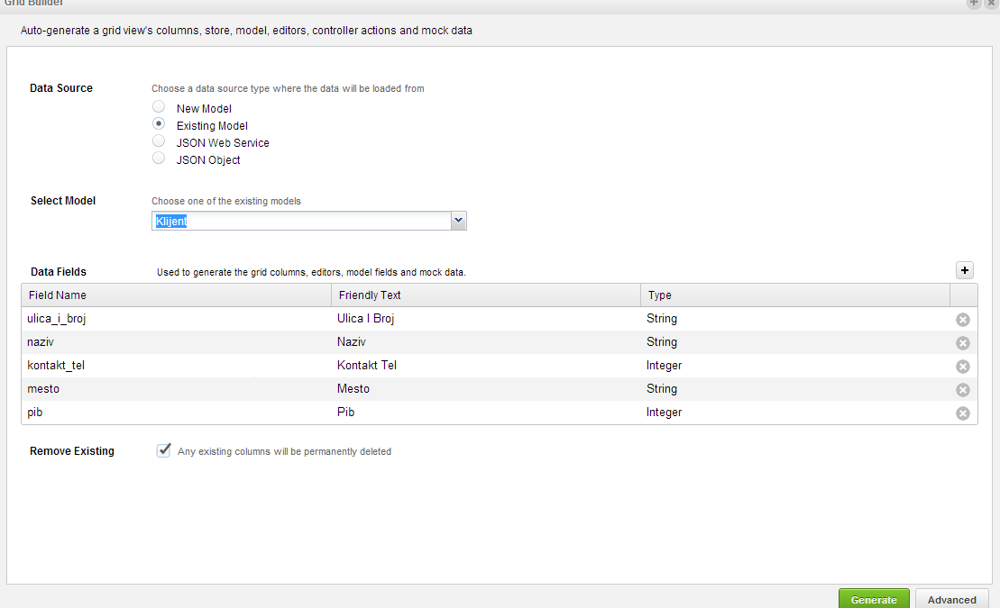 Grid Builder
Auto-generate a grid view's columns, store, model, editors, controller actions and mock data
Data Source
Choose a data source type where the data will be loaded from
New Model
Existing Model
JSON Web Service
JSON Object
Select Model
Choose one of the existing models
Klijent
Data Fields
Used to generate the grid columns, editors, model fields and mock data.
Field Name Friendly Text Type
ulica_i_broj Ulica I Broj String
naziv Naziv String
kontakt_tel Kontakt Tel Integer
mesto Mesto String
pib Pib Integer
Remove Existing
Any existing columns will be permanently deleted
Generate Advanced